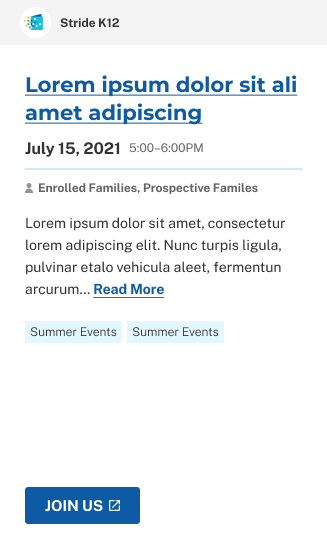 Stride K12
Lorem ipsum dolor sit ali
amet adipiscing
July 15, 2021 5:00–6:00PM
Enrolled Families, Prospective Familes
Lorem ipsum dolor sit amet, consectetur
lorem adipiscing elit. Nunc turpis ligula,
pulvinar etalo vehicula aleet, fermentun
arcurum... Read More
Summer Events Summer Events
JOIN US